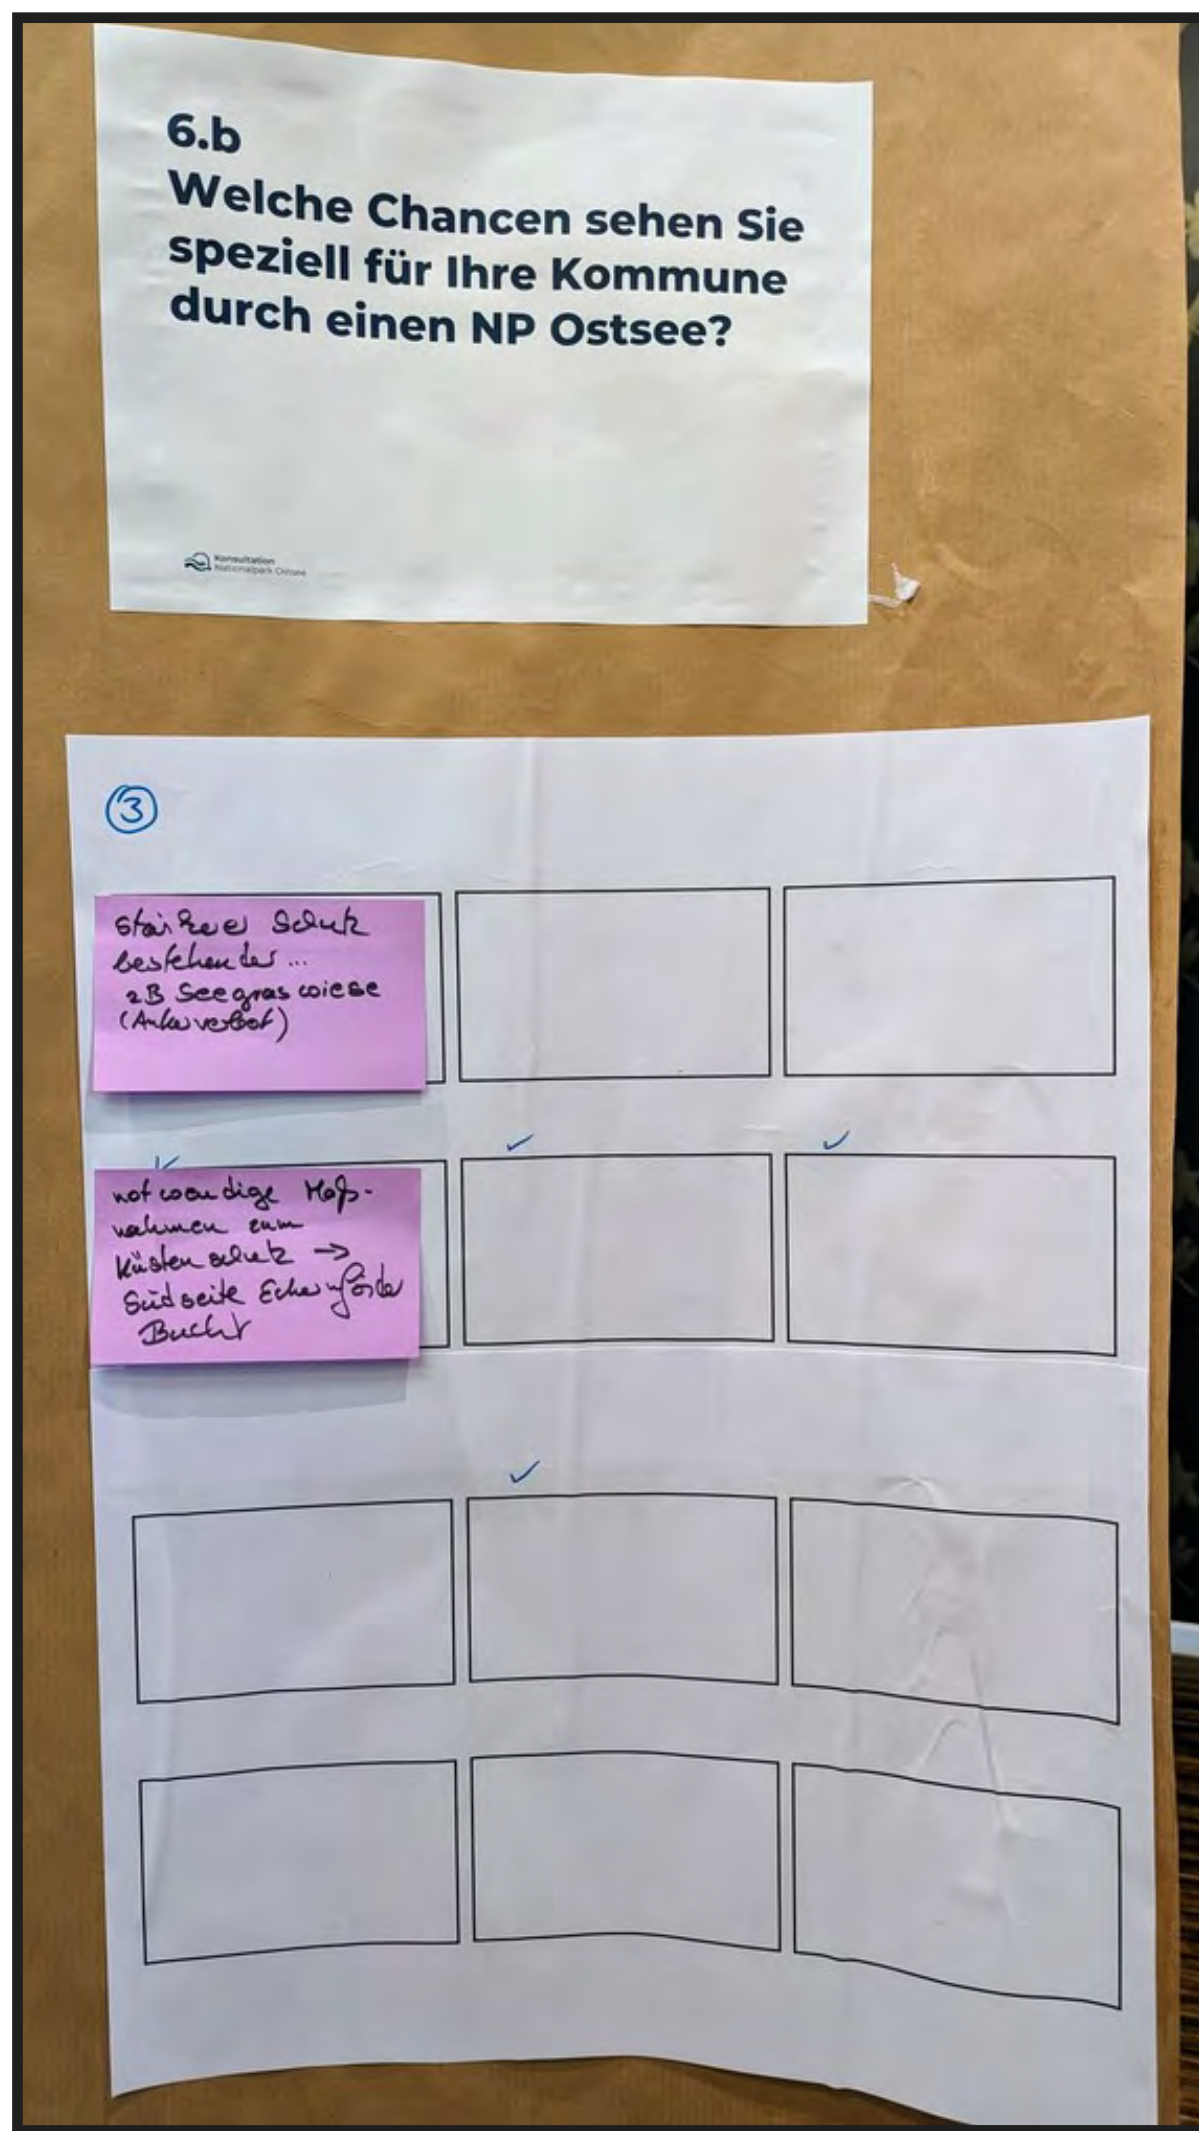 6.b
Welche Chancen sehen Sie
speziell für Ihre Kommune
durch einen NP Ostsee?
Konsultation
Nationalpark Ostsee
3
stärkerer Schutz
bestehender...
zB Seegraswiese
(Ankerverbot)
notwendige Maß-
nahmen zum
Küstenschutz →
Südseite Eckernförder
Bucht